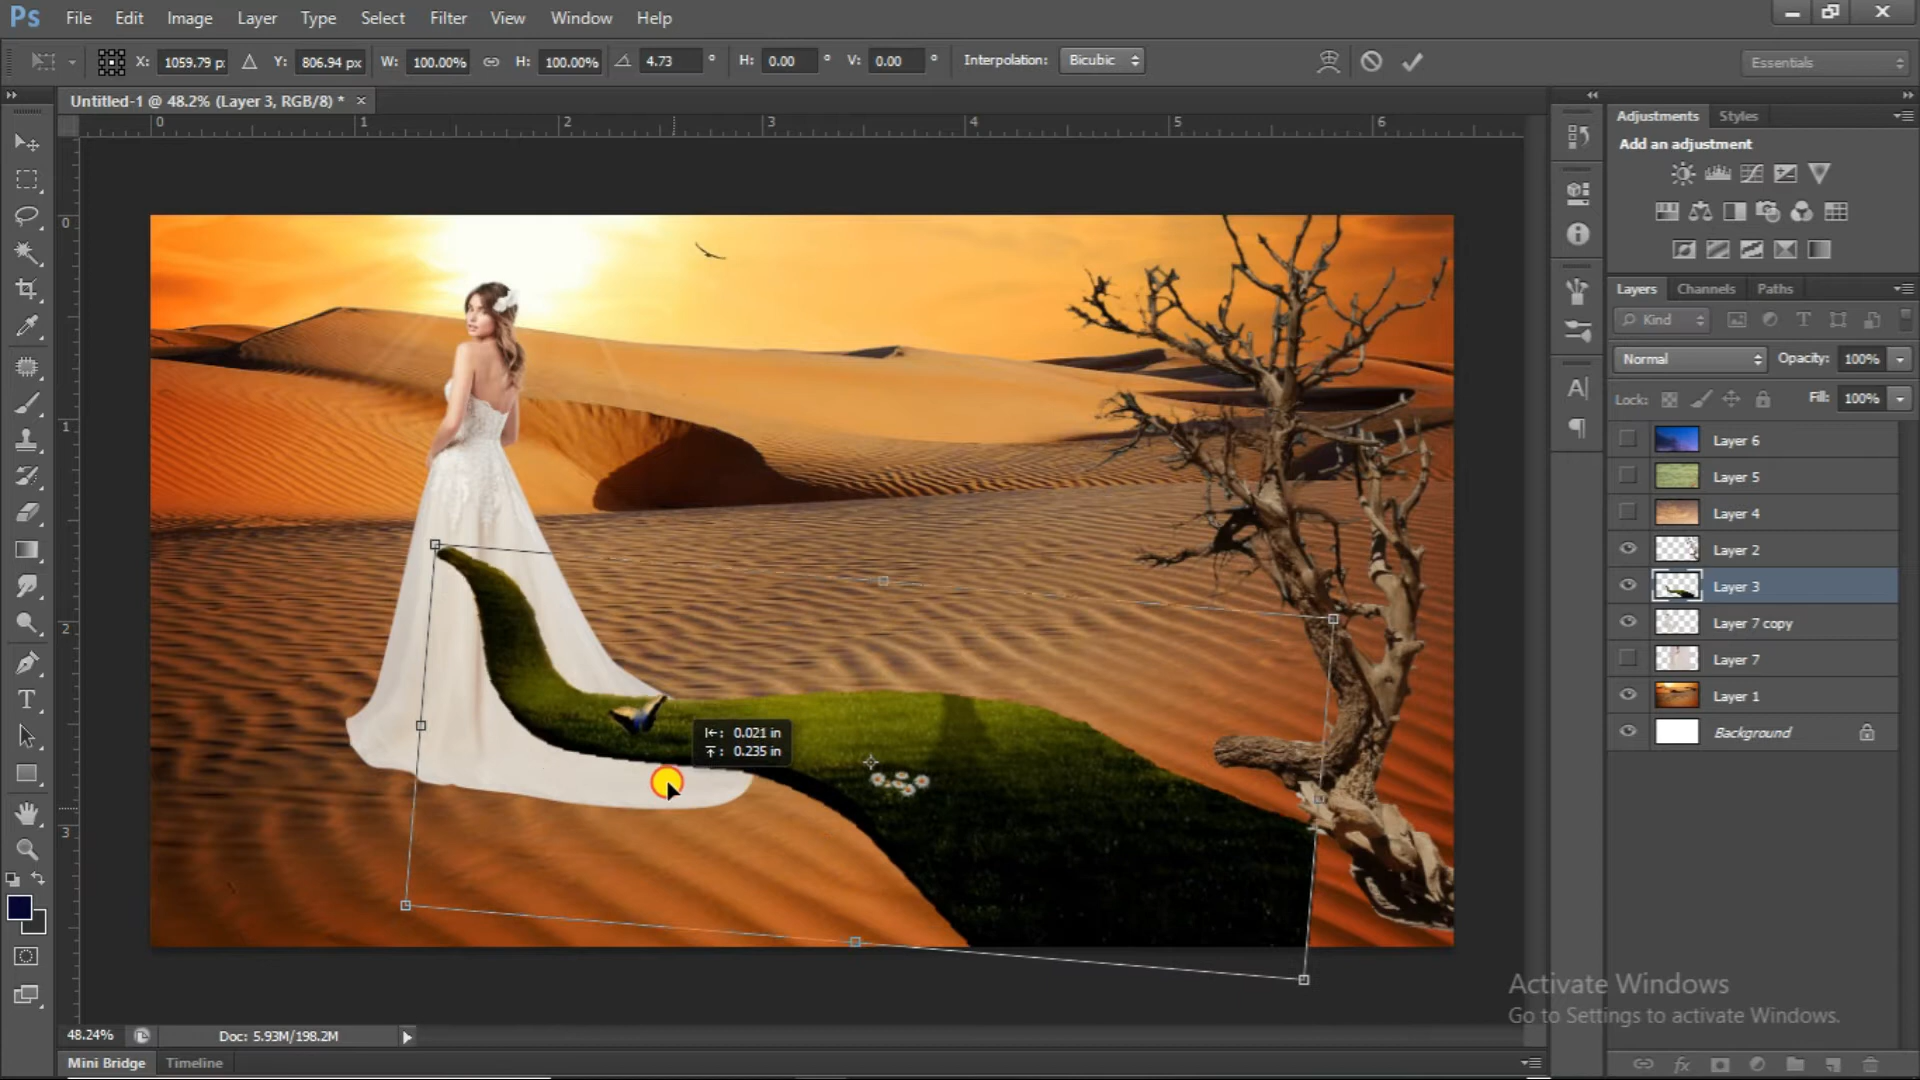 Ps File Edit Image Layer Type Select Filter View Window Help
X: 1059.79 p Y: 806.94 px W: 100.00% H: 100.00% 4.73 ° H: 0.00 ° V: 0.00 ° Interpolation: Bicubic Essentials
Untitled-1 @ 48.2% (Layer 3, RGB/8) * ×
0 1 2 3 4 5 6
0
1
2
3
|←: 0.021 in
0.235 in
Adjustments Styles
Add an adjustment
Layers Channels Paths
Kind T
Normal Opacity: 100%
Lock: Fill: 100%
Layer 6
Layer 5
Layer 4
Layer 2
Layer 3
Layer 7 copy
Layer 7
Layer 1
Background
Activate Windows
Go to Settings to activate Windows.
48.24% Doc: 5.93M/198.2M
Mini Bridge Timeline
fx